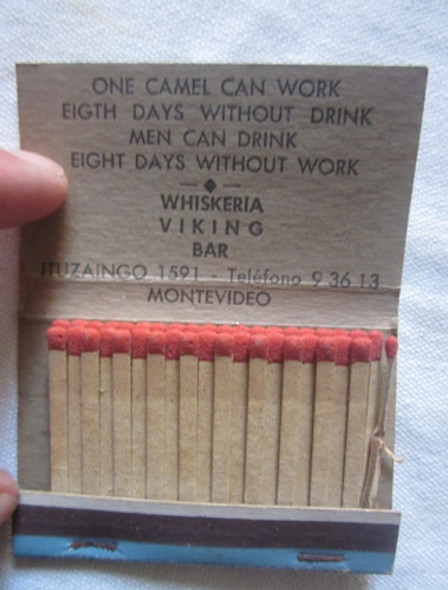 ONE CAMEL CAN WORK
EIGTH DAYS WITHOUT DRINK
MEN CAN DRINK
EIGHT DAYS WITHOUT WORK
WHISKERIA
VIKING
BAR
ITUZAINGO 1591 - Teléfono 9 36 13
MONTEVIDEO